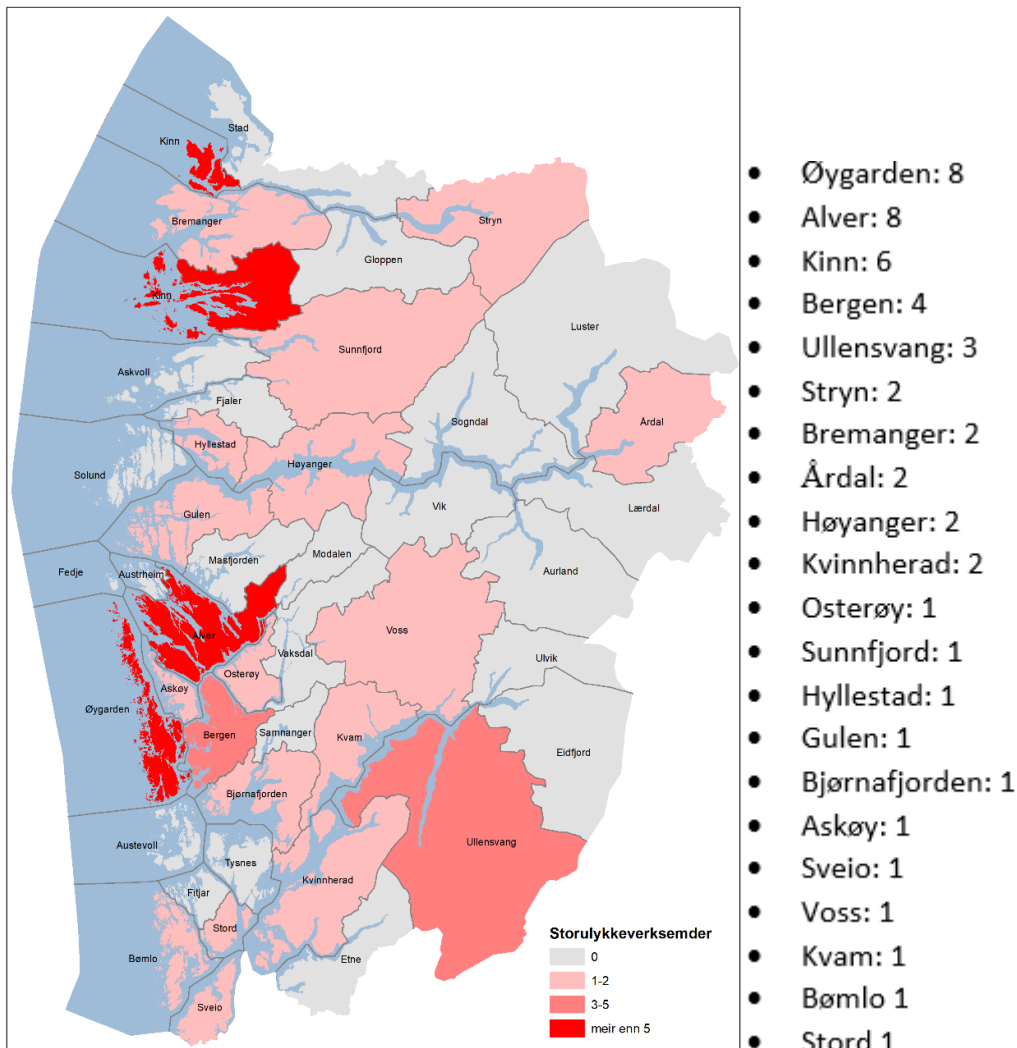 Stad
Kinn
Bremanger
Stryn
Gloppen
Kinn
Luster
Sunnfjord
Askvoll
Fjaler
Årdal
Sogndal
Hyllestad
Høyanger
Solund
Vik
Lærdal
Gulen
Modalen
Masfjorden
Fedje
Austrheim
Aurland
Voss
Alver
Vaksdal
Ulvik
Osterøy
Askøy
Øygarden
Bergen
Samnanger
Kvam
Eidfjord
Bjørnafjorden
Austevoll
Ullensvang
Tysnes
Kvinnherad
Fitjar
Stord
Bømlo
Etne
Sveio
Storulykkeverksemder
0
1-2
3-5
meir enn 5
• Øygarden: 8
• Alver: 8
• Kinn: 6
• Bergen: 4
• Ullensvang: 3
• Stryn: 2
• Bremanger: 2
• Årdal: 2
• Høyanger: 2
• Kvinnherad: 2
• Osterøy: 1
• Sunnfjord: 1
• Hyllestad: 1
• Gulen: 1
• Bjørnafjorden: 1
• Askøy: 1
• Sveio: 1
• Voss: 1
• Kvam: 1
• Bømlo 1
• Stord 1